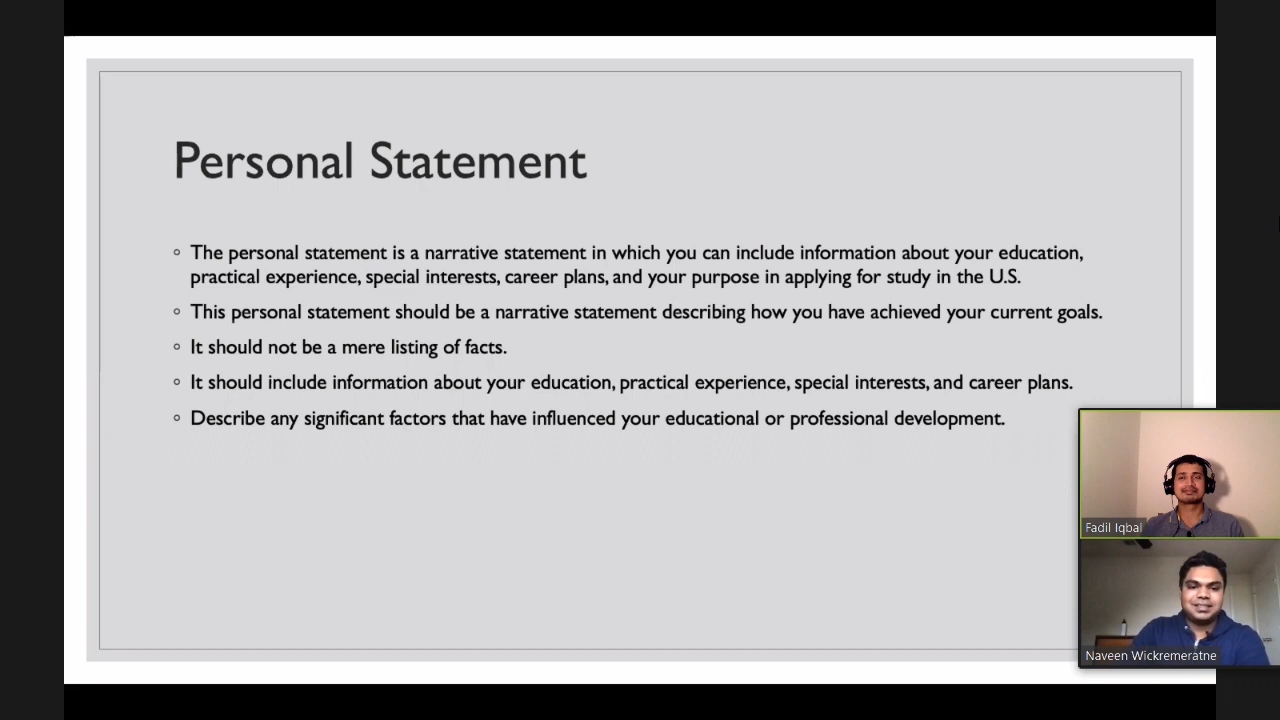 Personal Statement
The personal statement is a narrative statement in which you can include information about your education,
practical experience, special interests, career plans, and your purpose in applying for study in the U.S.
This personal statement should be a narrative statement describing how you have achieved your current goals.
It should not be a mere listing of facts.
It should include information about your education, practical experience, special interests, and career plans.
Describe any significant factors that have influenced your educational or professional development.
Fadil Iqbal
Naveen Wickremeratne